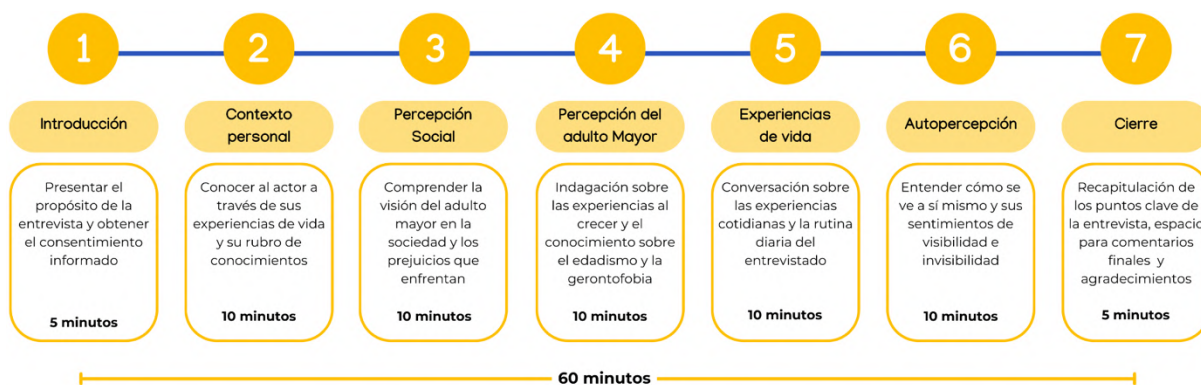 1
2
3
4
5
6
7
Introducción
Contexto
personal
Percepción
Social
Percepción del
adulto Mayor
Experiencias
de vida
Autopercepción
Cierre
Presentar el
propósito de la
entrevista y obtener
el consentimiento
informado
5 minutos
Conocer al actor a
través de sus
experiencias de vida
y su rubro de
conocimientos
10 minutos
Comprender la
visión del adulto
mayor en la
sociedad y los
prejuicios que
enfrentan
10 minutos
Indagación sobre
las experiencias al
crecer y el
conocimiento sobre
el edadismo y la
gerontofobia
10 minutos
Conversación sobre
las experiencias
cotidianas y la rutina
diaria del
entrevistado
10 minutos
Entender cómo se
ve a sí mismo y sus
sentimientos de
visibilidad e
invisibilidad
10 minutos
Recapitulación de
los puntos clave de
la entrevista, espacio
para comentarios
finales y
agradecimientos
5 minutos
60 minutos